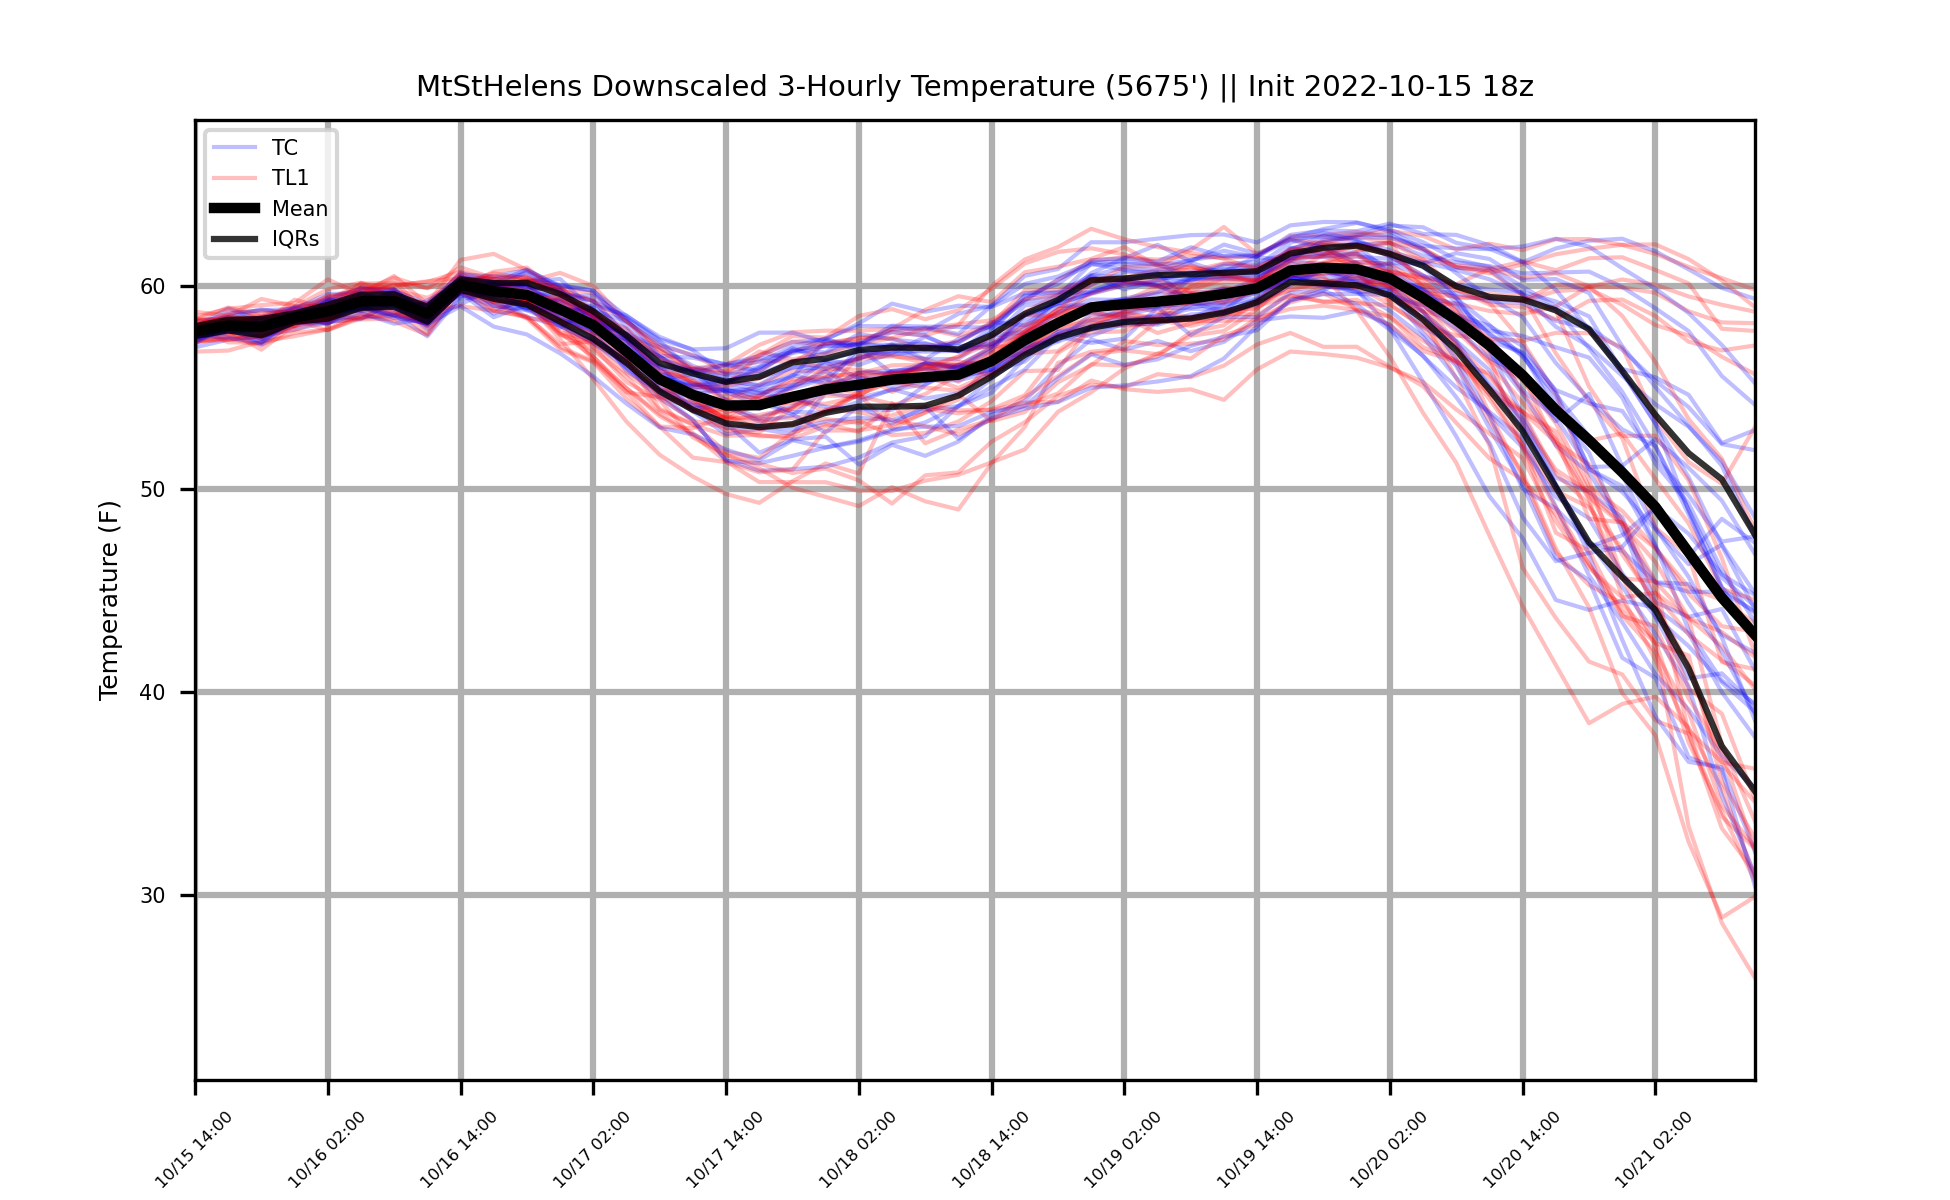 MtStHelens Downscaled 3-Hourly Temperature (5675') || Init 2022-10-15 18z
TC
TL1
Mean
IQRs
Temperature (F)
60
50
40
30
10/15 14:00
10/16 02:00
10/16 14:00
10/17 02:00
10/17 14:00
10/18 02:00
10/18 14:00
10/19 02:00
10/19 14:00
10/20 02:00
10/20 14:00
10/21 02:00